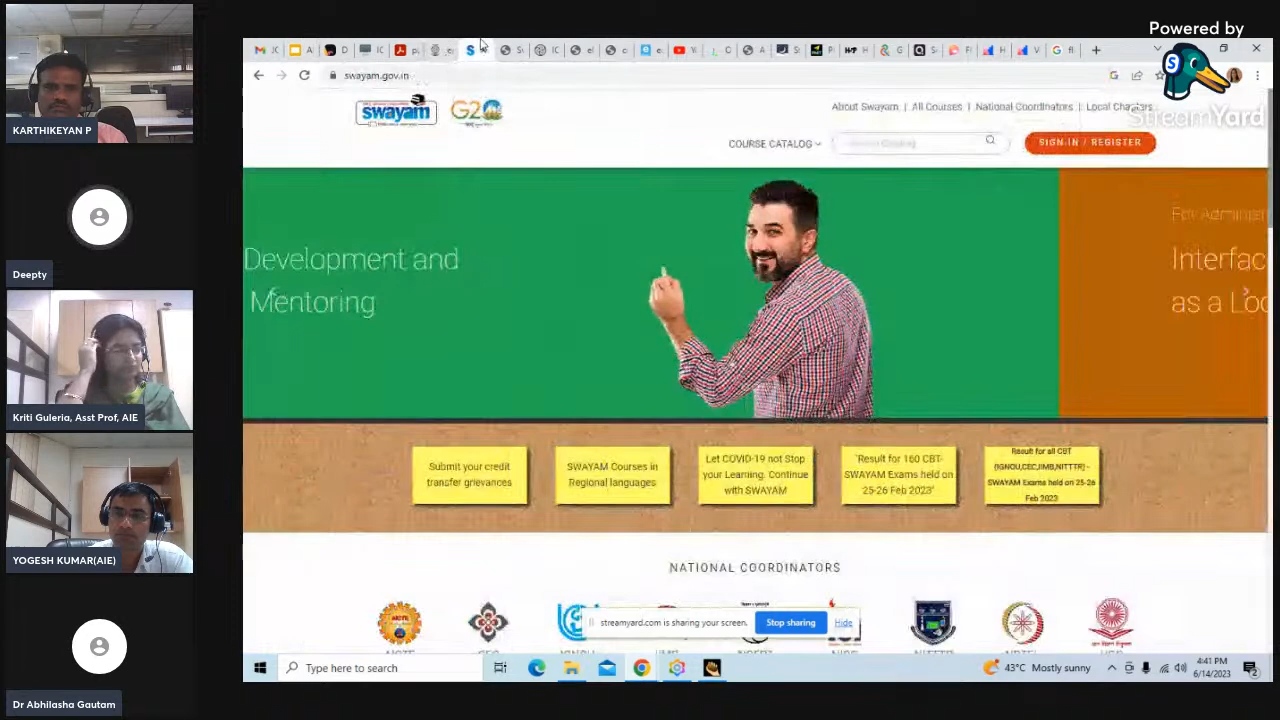 Powered by
StreamYard
KARTHIKEYAN P
Deepty
Kriti Guleria, Asst Prof, AIE
YOGESH KUMAR(AIE)
Dr Abhilasha Gautam
swayam.gov.in
swayam
G20
About Swayam | All Courses | National Coordinators | Local Chapters
COURSE CATALOG
SIGN IN / REGISTER
Development and
Mentoring
For Adminis
Interfac
as a Loc
Submit your credit
transfer grievances
SWAYAM Courses in
Regional languages
Let COVID-19 not Stop
your Learning. Continue
with SWAYAM
"Result for 160 CBT-
SWAYAM Exams held on
25-26 Feb 2023"
Result for all CBT
(IGNOU,CEC,IIMB,NITTTR) -
SWAYAM Exams held on 25-26
Feb 2023
NATIONAL COORDINATORS
streamyard.com is sharing your screen.
Stop sharing
Hide
Type here to search
43°C Mostly sunny
4:41 PM
6/14/2023